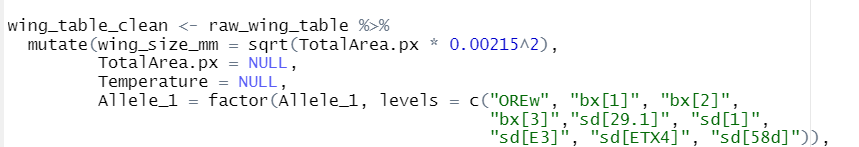 wing_table_clean <- raw_wing_table %>%
mutate(wing_size_mm = sqrt(TotalArea.px * 0.00215^2),
TotalArea.px = NULL,
Temperature = NULL,
Allele_1 = factor(Allele_1, levels = c("OREw", "bx[1]", "bx[2]",
"bx[3]","sd[29.1]", "sd[1]",
"sd[E3]", "sd[ETX4]", "sd[58d]")),